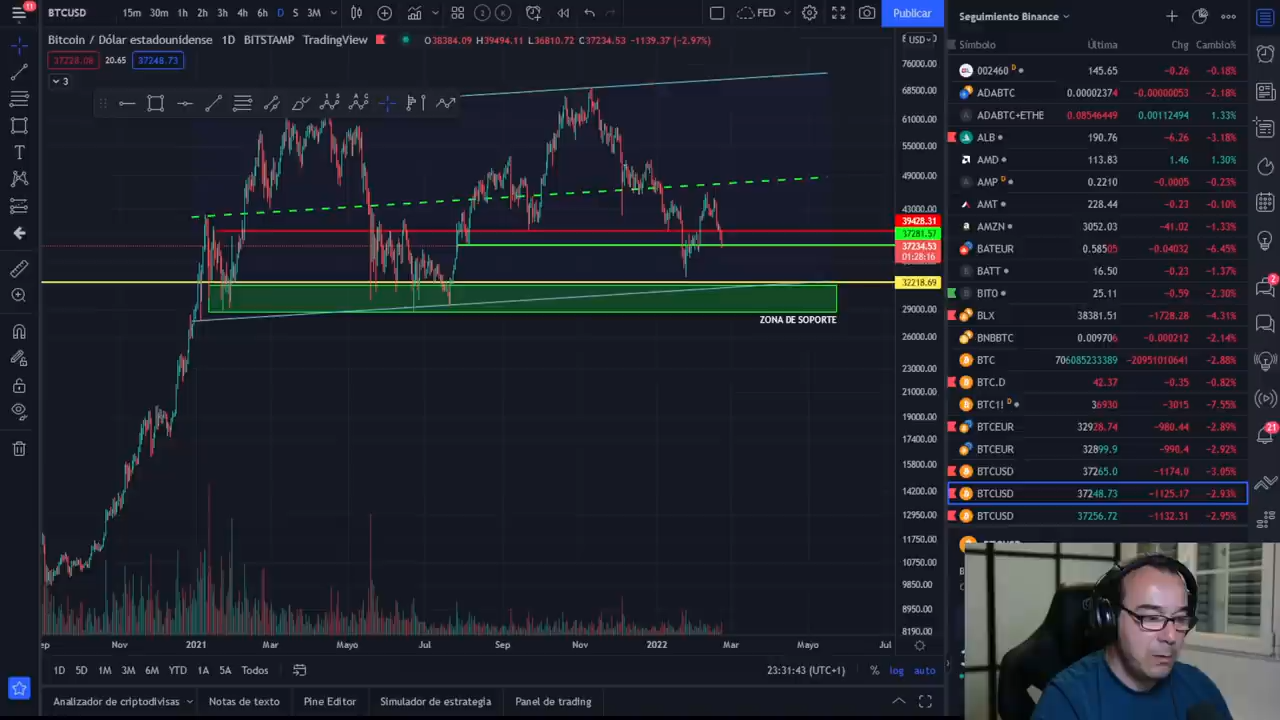 11 BTCUSD 15m 30m 1h 2h 3h 4h 6h D S 3M 1 K FED Publicar
Bitcoin / Dólar estadounidense 1D BITSTAMP TradingView O38384.09 H39494.11 L36810.72 C37234.53 −1139.37 (−2.97%)
37228.08 20.65 37248.73
3
USD
76000.00
68500.00
61000.00
55000.00
49000.00
43000.00
39428.31
37281.57
37234.53
01:28:16
32218.69
29000.00
26000.00
23000.00
21000.00
19000.00
17400.00
15800.00
14200.00
12950.00
11750.00
10750.00
9850.00
8950.00
8190.00
ZONA DE SOPORTE
Nov 2021 Mar Mayo Jul Sep Nov 2022 Mar Mayo Jul
1D 5D 1M 3M 6M YTD 1A 5A Todos 23:31:43 (UTC+1) % log auto
Analizador de criptodivisas Notas de texto Pine Editor Simulador de estrategia Panel de trading
Seguimiento Binance
Símbolo Última Chg Cambio%
002460 D 145.65 −0.26 −0.18%
ADABTC 0.00002374 −0.00000053 −2.18%
ADABTC+ETHE 0.08546449 0.00112494 1.33%
ALB 190.76 −6.26 −3.18%
AMD 113.83 1.46 1.30%
AMP D 0.2210 −0.0005 −0.23%
AMT 228.44 −0.23 −0.10%
AMZN 3052.03 −41.02 −1.33%
BATEUR 0.58505 −0.04032 −6.45%
BATT 16.50 −0.23 −1.37%
BITO 25.11 −0.59 −2.30%
BLX 38381.51 −1728.28 −4.31%
BNBBTC 0.009706 −0.000212 −2.14%
BTC 706085233389 −20951010641 −2.88%
BTC.D 42.37 −0.35 −0.82%
BTC1! D 36930 −3015 −7.55%
BTCEUR 32928.74 −980.44 −2.89%
BTCEUR 32899.9 −990.4 −2.92%
BTCUSD 37265.0 −1174.0 −3.05%
BTCUSD 37248.73 −1125.17 −2.93%
BTCUSD 37256.72 −1132.31 −2.95%
2
21